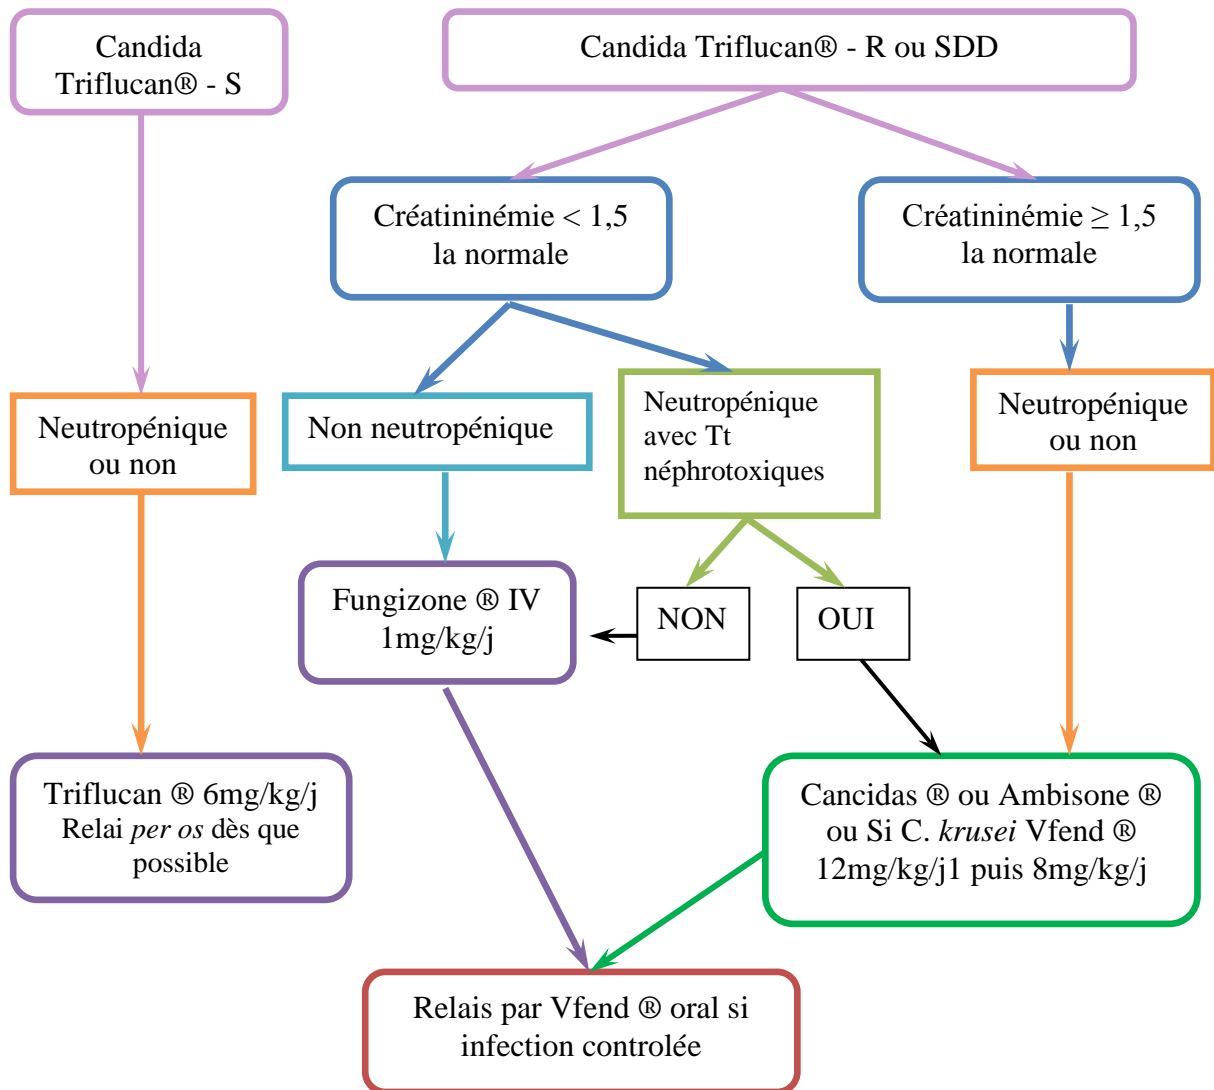 Candida
Triflucan® - S
Candida Triflucan® - R ou SDD
Créatininémie < 1,5
la normale
Créatininémie ≥ 1,5
la normale
Neutropénique
ou non
Non neutropénique
Neutropénique
avec Tt
néphrotoxiques
Neutropénique
ou non
Fungizone ® IV
1mg/kg/j
NON
OUI
Triflucan ® 6mg/kg/j
Relai per os dès que
possible
Cancidas ® ou Ambisone ®
ou Si C. krusei Vfend ®
12mg/kg/j1 puis 8mg/kg/j
Relais par Vfend ® oral si
infection controlée